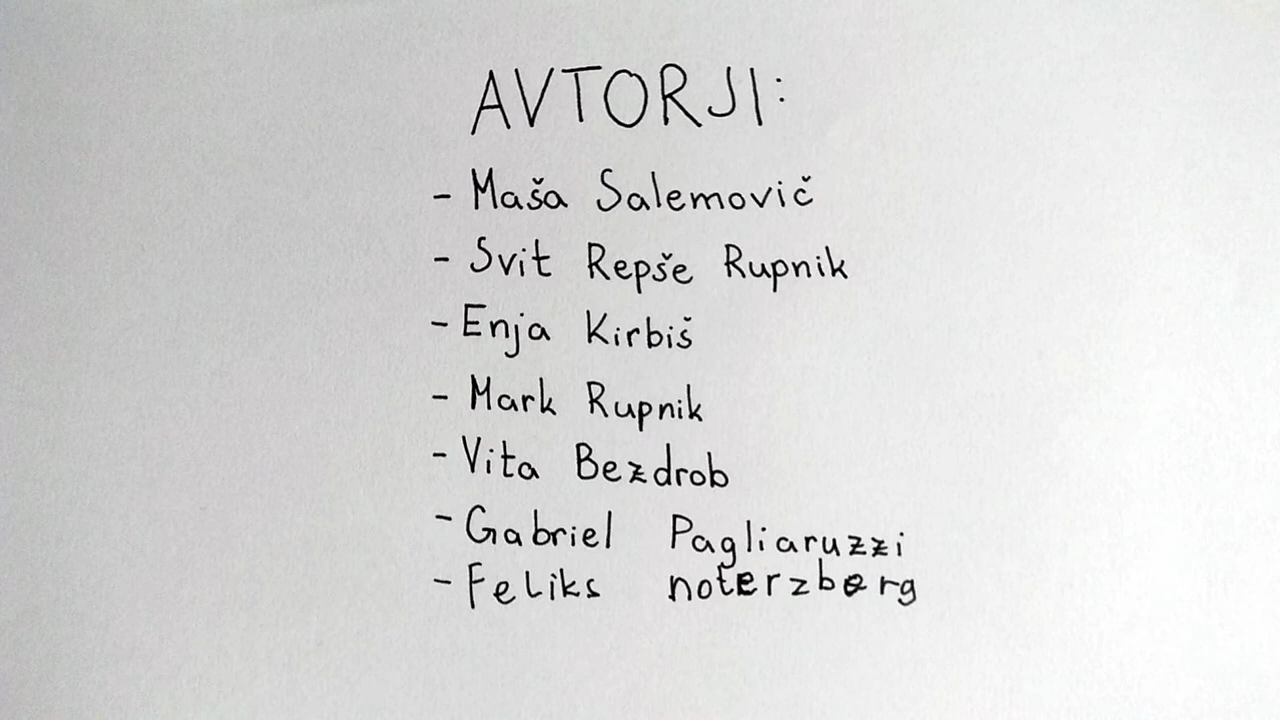 AVTORJI:
- Maša Salemovič
- Svit Repše Rupnik
- Enja Kirbiš
- Mark Rupnik
- Vita Bezdrob
- Gabriel Pagliaruzzi
- Feliks noterzberg